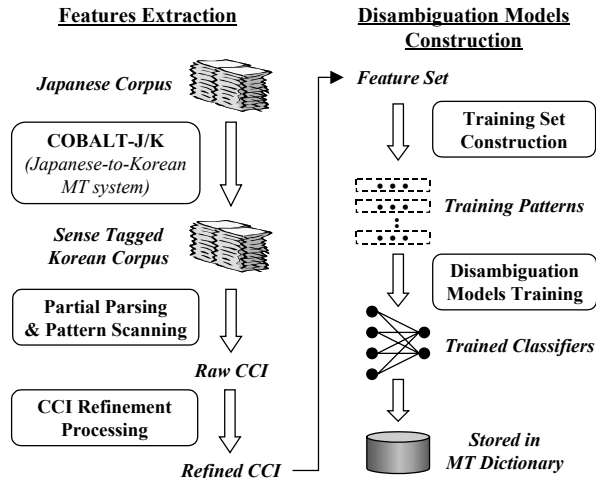 Features Extraction
Japanese Corpus
COBALT-J/K
(Japanese-to-Korean
MT system)
Sense Tagged
Korean Corpus
Partial Parsing
& Pattern Scanning
Raw CCI
CCI Refinement
Processing
Refined CCI
Disambiguation Models
Construction
Feature Set
Training Set
Construction
Training Patterns
Disambiguation
Models Training
Trained Classifiers
Stored in
MT Dictionary